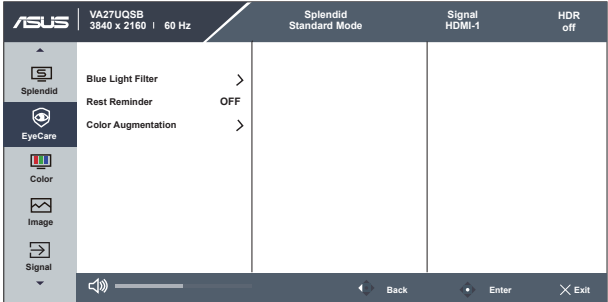 ASUS
VA27UQSB
3840 x 2160 | 60 Hz
Splendid
Standard Mode
Signal
HDMI-1
HDR
off
Splendid
EyeCare
Color
Image
Signal
Blue Light Filter
Rest Reminder OFF
Color Augmentation
Back
Enter
Exit